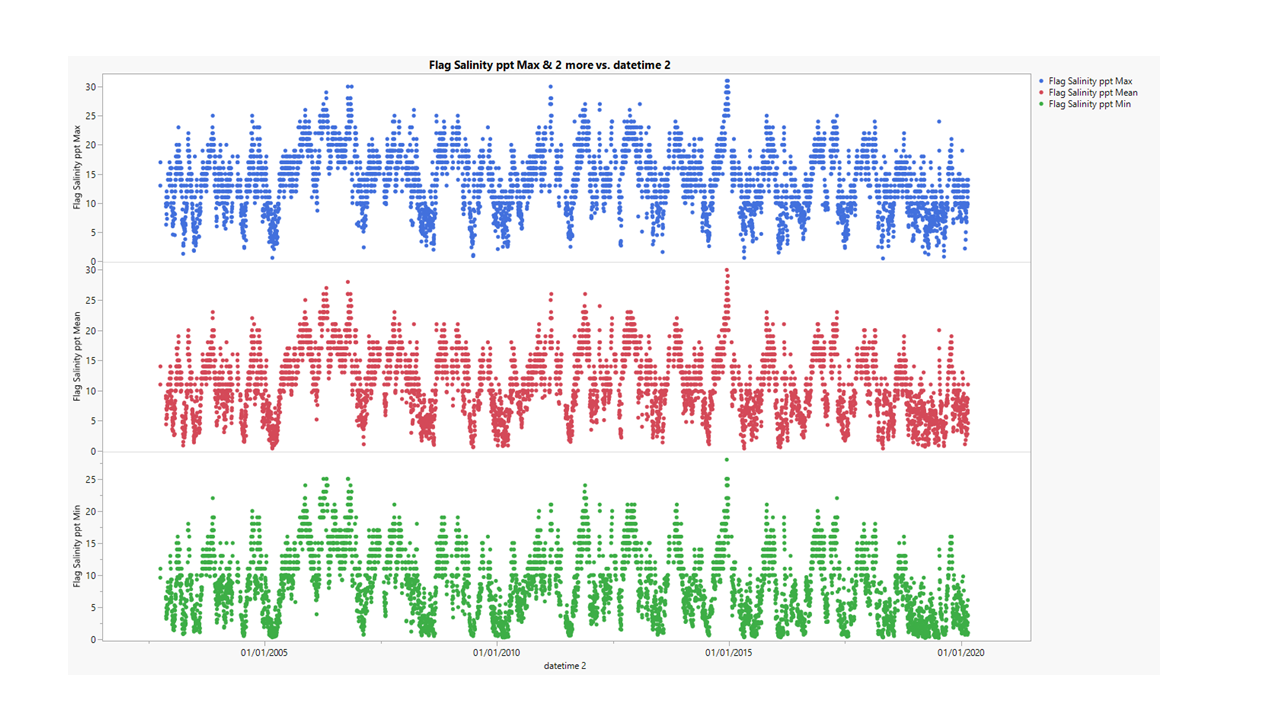 Flag Salinity ppt Max & 2 more vs. datetime 2
Flag Salinity ppt Max
Flag Salinity ppt Mean
Flag Salinity ppt Min
Flag Salinity ppt Max
30
25
20
15
10
5
0
Flag Salinity ppt Mean
30
25
20
15
10
5
0
Flag Salinity ppt Min
25
20
15
10
5
0
01/01/2005 01/01/2010 01/01/2015 01/01/2020
datetime 2